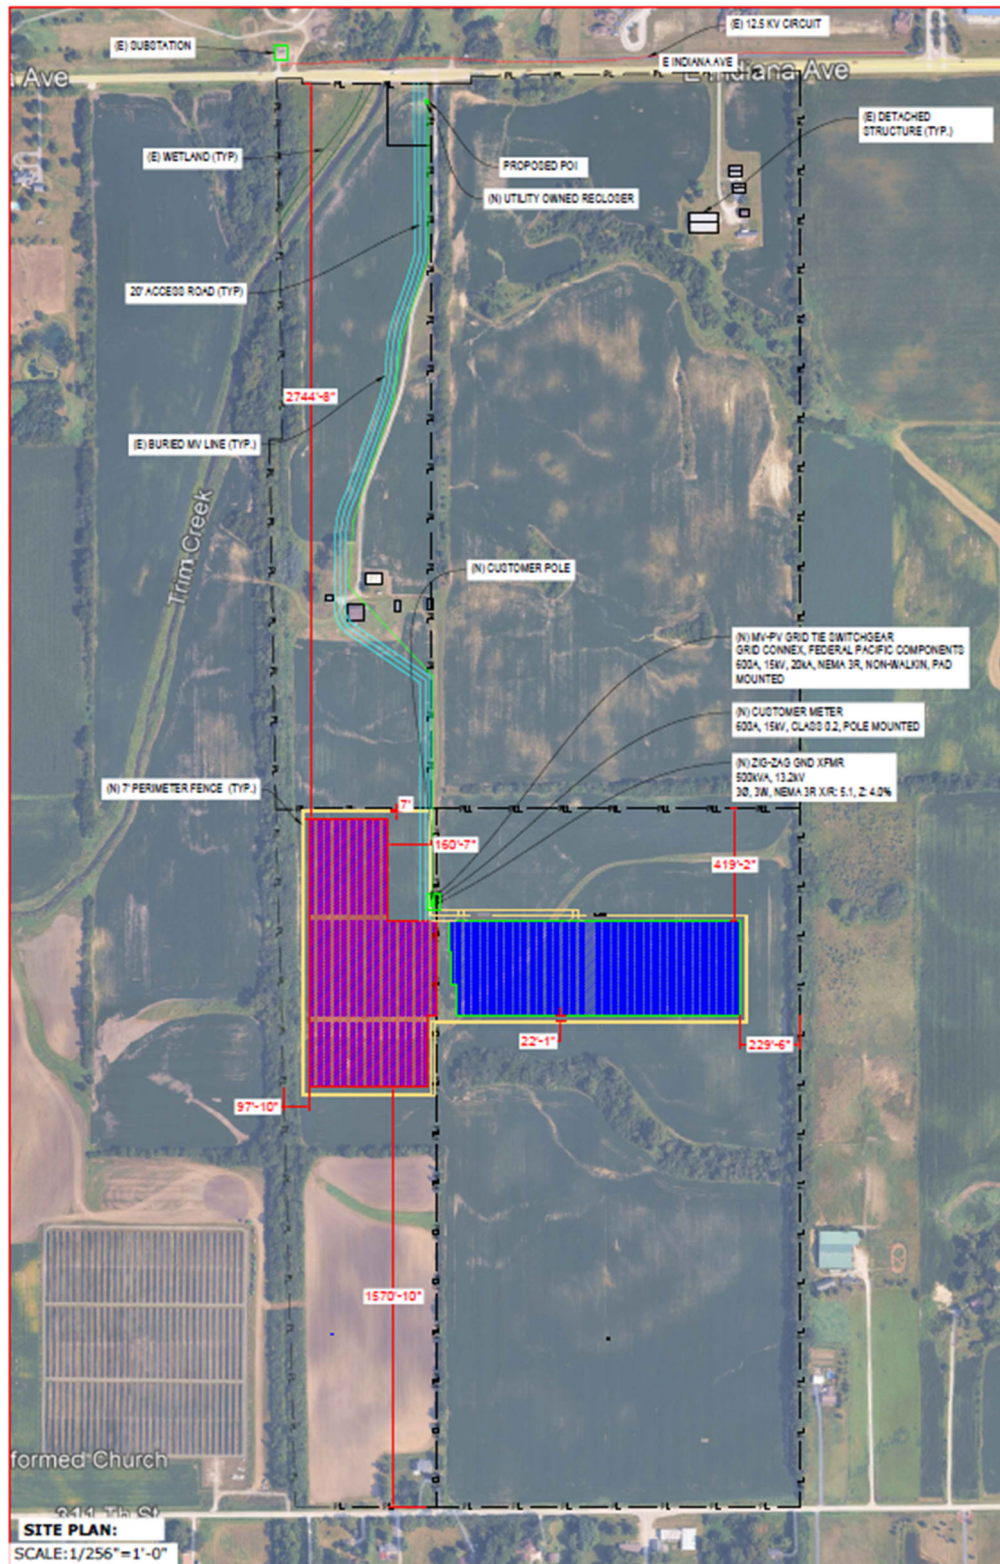 (E) 12.5 KV CIRCUIT
(E) SUBSTATION
E INDIANA AVE
a Ave
E Indiana Ave
(E) DETACHED
STRUCTURE (TYP.)
(E) WETLAND (TYP)
PROPOSED POI
(N) UTILITY OWNED RECLOSER
20' ACCESS ROAD (TYP)
2744'-8"
(E) BURIED MV LINE (TYP.)
Trim Creek
(N) CUSTOMER POLE
(N) MV-PV GRID TIE SWITCHGEAR
GRID CONNEX, FEDERAL PACIFIC COMPONENTS
600A, 15kV, 20kA, NEMA 3R, NON-WALKIN, PAD
MOUNTED
(N) CUSTOMER METER
600A, 15kV, CLASS 0.2, POLE MOUNTED
(N) ZIG-ZAG GND XFMR
500kVA, 13.2kV
3Ø, 3W, NEMA 3R X/R: 5.1, Z: 4.0%
(N) 7' PERIMETER FENCE (TYP.)
7'
160'-7"
419'-2"
22'-1"
229'-6"
97'-10"
1570'-10"
formed Church
311 Th St
SITE PLAN:
SCALE:1/256"=1'-0"